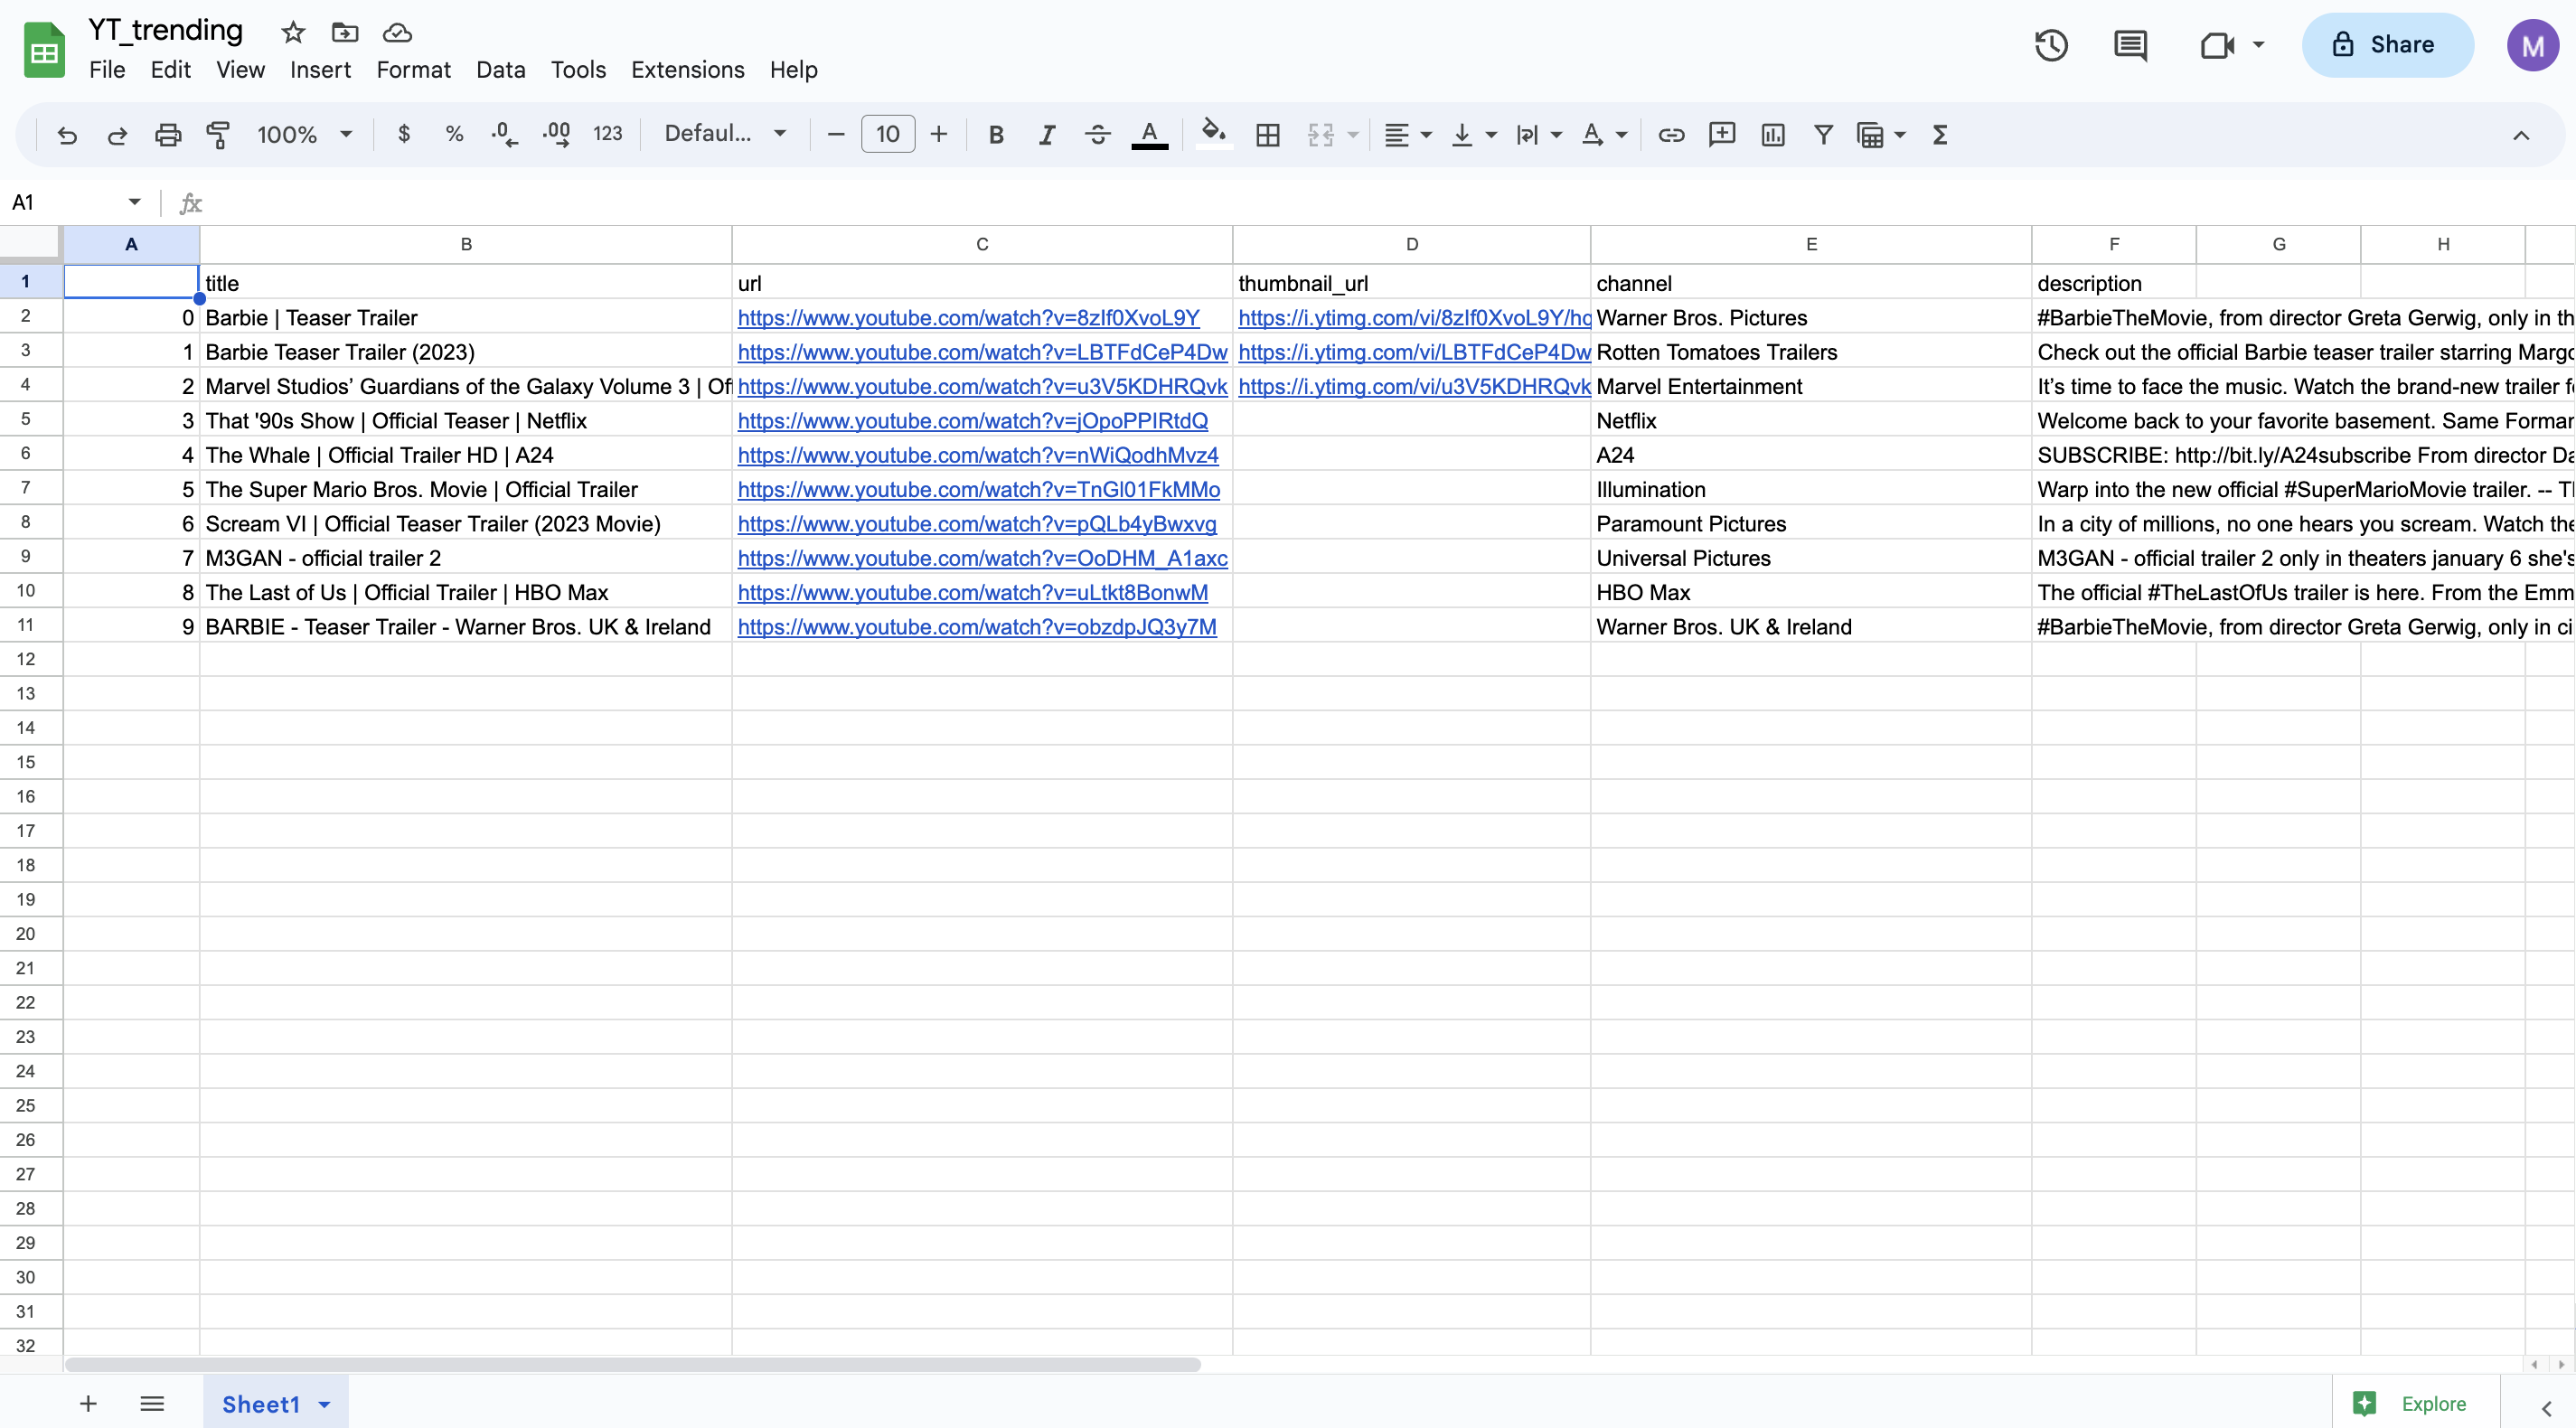 YT_trending
File Edit View Insert Format Data Tools Extensions Help
Share
M
100% $ % .0 .00 123 Defaul... 10 B I A
A1 fx
A B C D E F G H
1 title url thumbnail_url channel description
2 0 Barbie | Teaser Trailer https://www.youtube.com/watch?v=8zIf0XvoL9Y https://i.ytimg.com/vi/8zIf0XvoL9Y/hq Warner Bros. Pictures #BarbieTheMovie, from director Greta Gerwig, only in th
3 1 Barbie Teaser Trailer (2023) https://www.youtube.com/watch?v=LBTFdCeP4Dw https://i.ytimg.com/vi/LBTFdCeP4Dw Rotten Tomatoes Trailers Check out the official Barbie teaser trailer starring Margo
4 2 Marvel Studios’ Guardians of the Galaxy Volume 3 | Off https://www.youtube.com/watch?v=u3V5KDHRQvk https://i.ytimg.com/vi/u3V5KDHRQvk Marvel Entertainment It’s time to face the music. Watch the brand-new trailer fo
5 3 That '90s Show | Official Teaser | Netflix https://www.youtube.com/watch?v=jOpoPPIRtdQ Netflix Welcome back to your favorite basement. Same Forman
6 4 The Whale | Official Trailer HD | A24 https://www.youtube.com/watch?v=nWiQodhMvz4 A24 SUBSCRIBE: http://bit.ly/A24subscribe From director Da
7 5 The Super Mario Bros. Movie | Official Trailer https://www.youtube.com/watch?v=TnGl01FkMMo Illumination Warp into the new official #SuperMarioMovie trailer. -- Tl
8 6 Scream VI | Official Teaser Trailer (2023 Movie) https://www.youtube.com/watch?v=pQLb4yBwxvg Paramount Pictures In a city of millions, no one hears you scream. Watch the
9 7 M3GAN - official trailer 2 https://www.youtube.com/watch?v=OoDHM_A1axc Universal Pictures M3GAN - official trailer 2 only in theaters january 6 she's
10 8 The Last of Us | Official Trailer | HBO Max https://www.youtube.com/watch?v=uLtkt8BonwM HBO Max The official #TheLastOfUs trailer is here. From the Emm
11 9 BARBIE - Teaser Trailer - Warner Bros. UK & Ireland https://www.youtube.com/watch?v=obzdpJQ3y7M Warner Bros. UK & Ireland #BarbieTheMovie, from director Greta Gerwig, only in ci
12
13
14
15
16
17
18
19
20
21
22
23
24
25
26
27
28
29
30
31
32
Sheet1 Explore